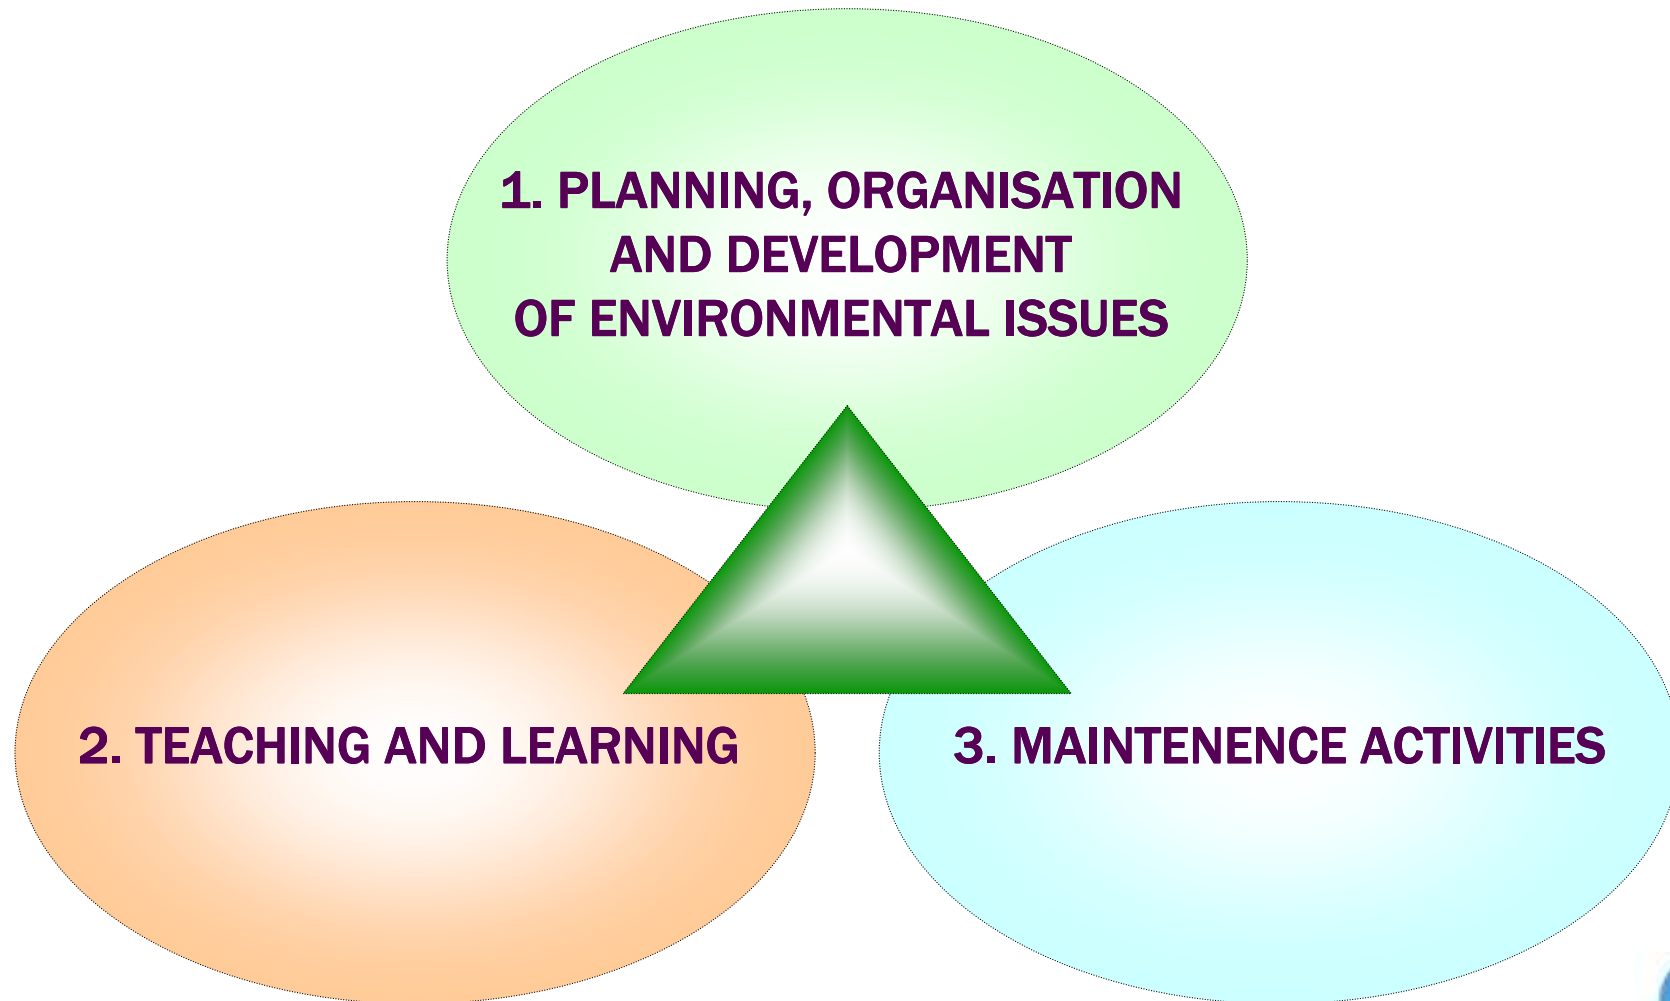 1. PLANNING, ORGANISATION
AND DEVELOPMENT
OF ENVIRONMENTAL ISSUES
2. TEACHING AND LEARNING
3. MAINTENENCE ACTIVITIES